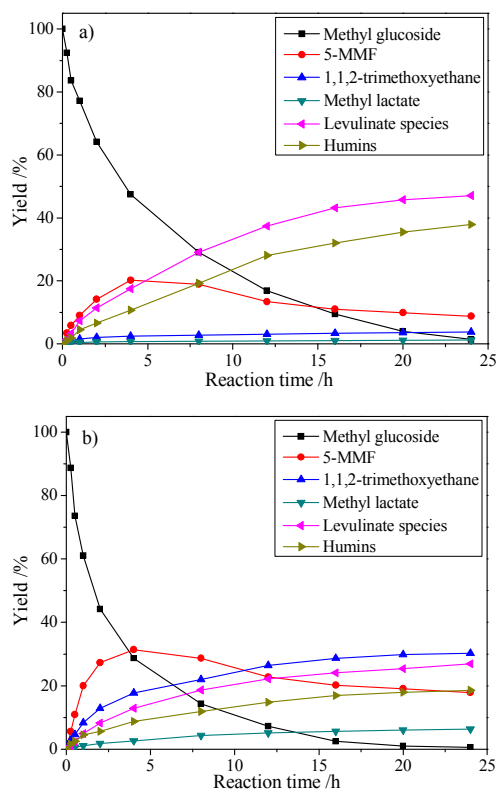 a)
Methyl glucoside
5-MMF
1,1,2-trimethoxyethane
Methyl lactate
Levulinate species
Humins
Yield /%
100
80
60
40
20
0
0 5 10 15 20 25
Reaction time /h
b)
Methyl glucoside
5-MMF
1,1,2-trimethoxyethane
Methyl lactate
Levulinate species
Humins
Yield /%
100
80
60
40
20
0
0 5 10 15 20 25
Reaction time /h